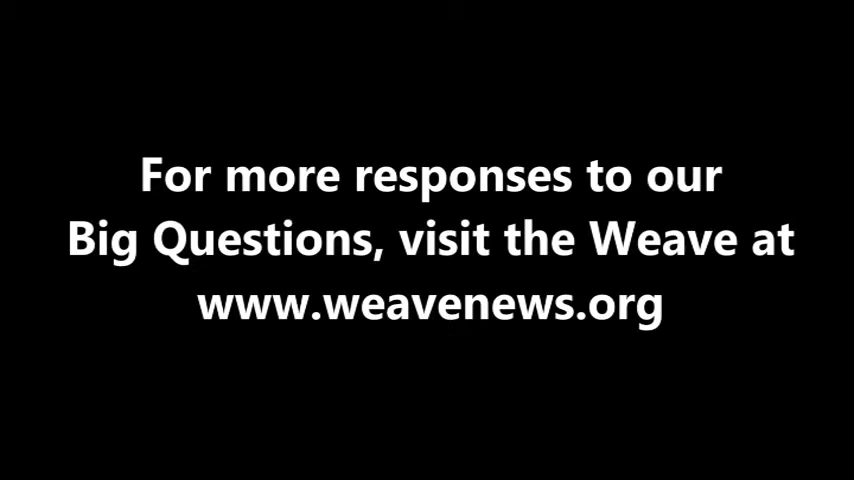 For more responses to our
Big Questions, visit the Weave at
www.weavenews.org